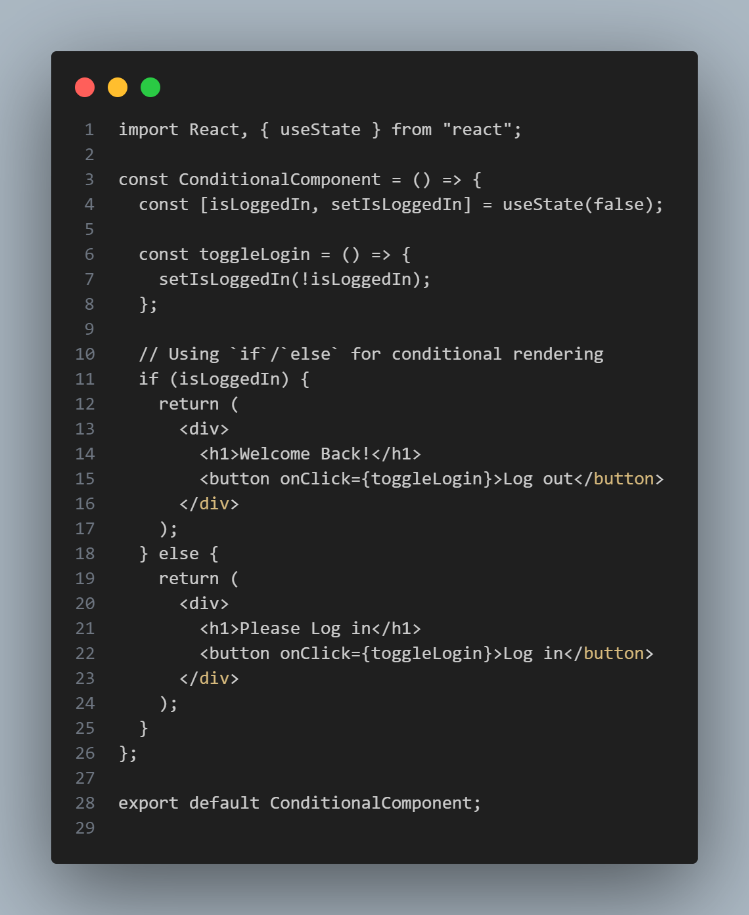 1 import React, { useState } from "react";
2
3 const ConditionalComponent = () => {
4   const [isLoggedIn, setIsLoggedIn] = useState(false);
5
6   const toggleLogin = () => {
7     setIsLoggedIn(!isLoggedIn);
8   };
9
10   // Using `if`/`else` for conditional rendering
11   if (isLoggedIn) {
12     return (
13       <div>
14         <h1>Welcome Back!</h1>
15         <button onClick={toggleLogin}>Log out</button>
16       </div>
17     );
18   } else {
19     return (
20       <div>
21         <h1>Please Log in</h1>
22         <button onClick={toggleLogin}>Log in</button>
23       </div>
24     );
25   }
26 };
27
28 export default ConditionalComponent;
29